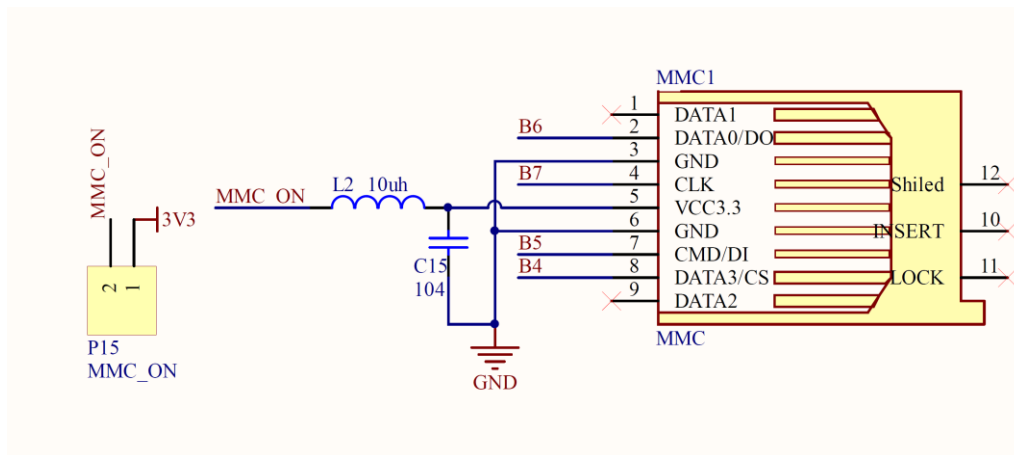 MMC_ON
3V3
2
1
P15
MMC_ON
MMC_ON
L2 10uh
C15
104
GND
MMC1
1 DATA1
B6 2 DATA0/DO
3 GND
B7 4 CLK
5 VCC3.3
6 GND
B5 7 CMD/DI
B4 8 DATA3/CS
9 DATA2
Shiled 12
INSERT 10
LOCK 11
MMC